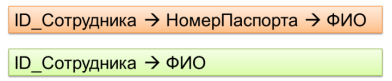 ID_Сотрудника → НомерПаспорта → ФИО
ID_Сотрудника → ФИО